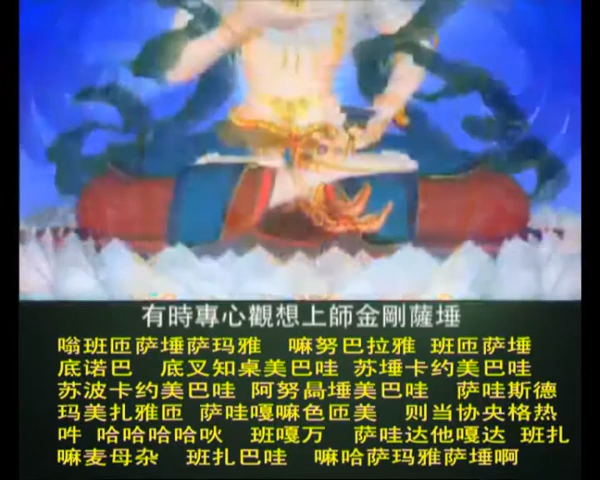 有時專心觀想上師金剛薩埵
嗡班匝萨埵萨玛雅 嘛努巴拉雅 班匝萨埵
底诺巴 底叉知桌美巴哇 苏埵卡约美巴哇
苏波卡约美巴哇 阿努曷埵美巴哇 萨哇斯德
玛美扎雅匝 萨哇嘎嘛色匝美 则当协央格热
吽 哈哈哈哈吙 班嘎万 萨哇达他嘎达 班扎
嘛麦母杂 班扎巴哇 嘛哈萨玛雅萨埵啊